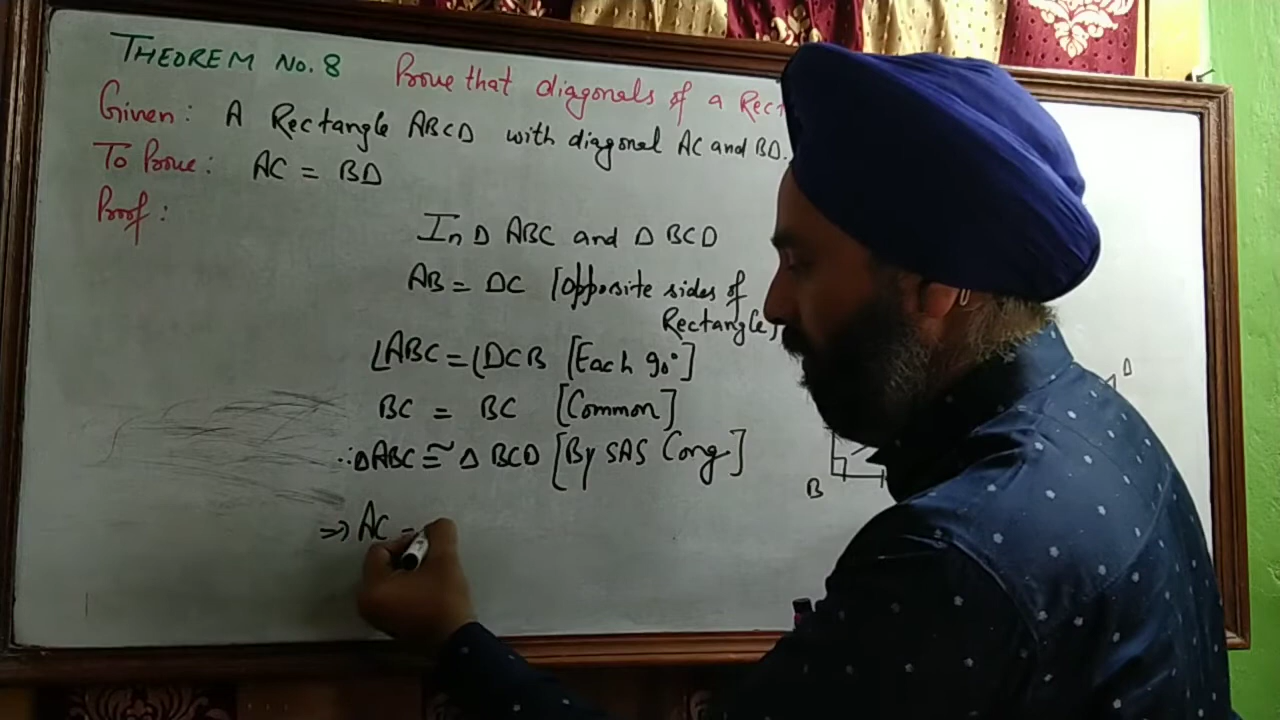 THEOREM No. 8 Prove that diagonals of a Rect
Given: A Rectangle ABCD with diagonal AC and BD.
To Prove: AC = BD
Proof:
In Δ ABC and Δ BCD
AB = DC [Opposite sides of
Rectangle]
∠ABC = ∠DCB [Each 90°]
BC = BC [Common]
∴ΔABC ≅ Δ BCD [By SAS Cong]
⇒ AC =
D
B